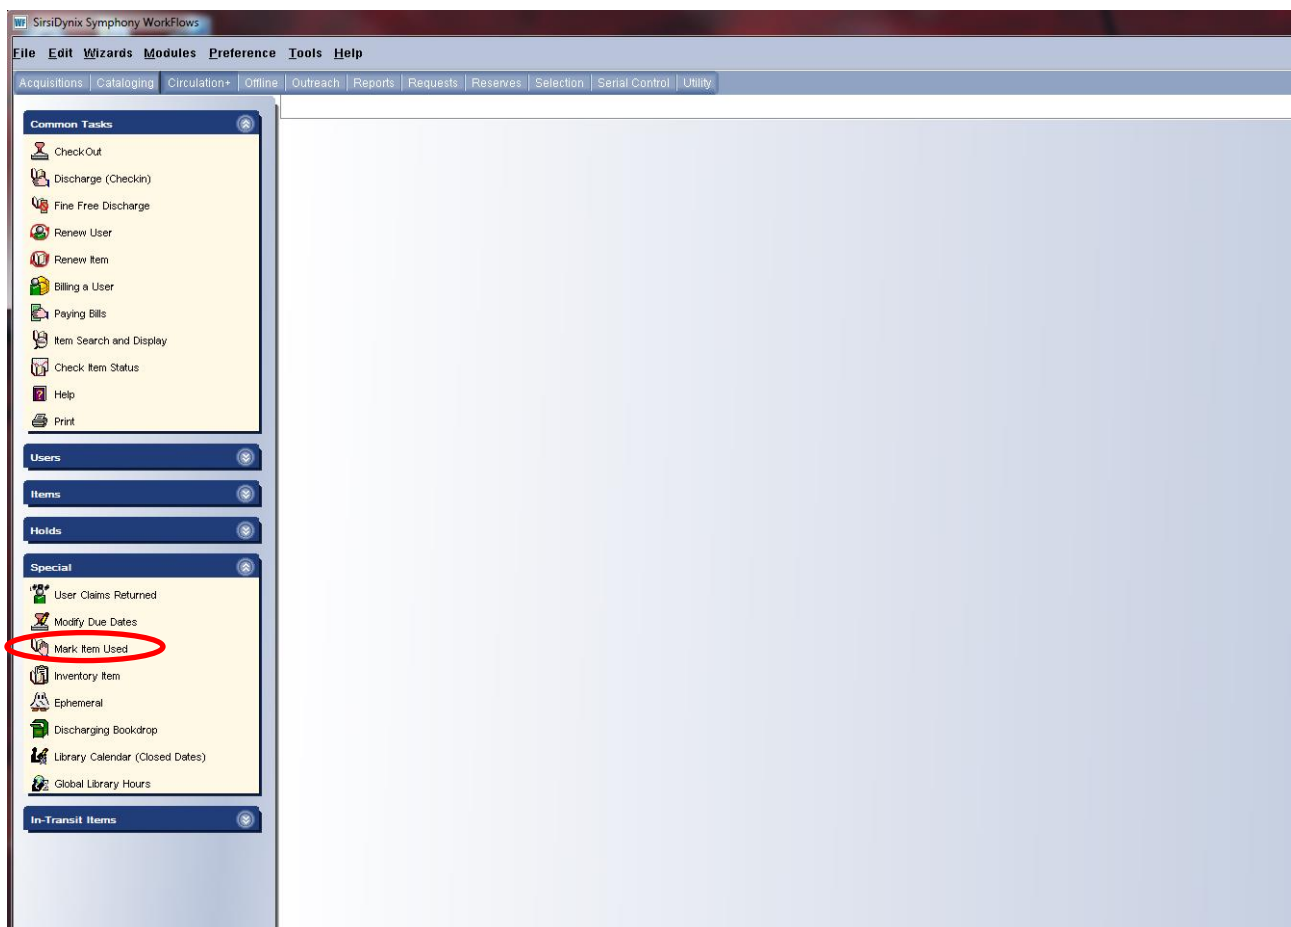 WF SirsiDynix Symphony WorkFlows
File Edit Wizards Modules Preference Tools Help
Acquisitions Cataloging Circulation+ Offline Outreach Reports Requests Reserves Selection Serial Control Utility
Common Tasks
CheckOut
Discharge (Checkin)
Fine Free Discharge
Renew User
Renew Item
Billing a User
Paying Bills
Item Search and Display
Check Item Status
Help
Print
Users
Items
Holds
Special
User Claims Returned
Modify Due Dates
Mark Item Used
Inventory Item
Ephemeral
Discharging Bookdrop
Library Calendar (Closed Dates)
Global Library Hours
In-Transit Items